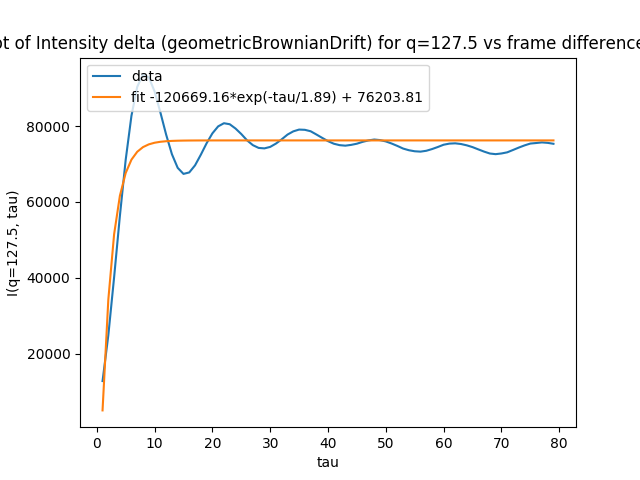 ot of Intensity delta (geometricBrownianDrift) for q=127.5 vs frame difference
data
fit -120669.16*exp(-tau/1.89) + 76203.81
I(q=127.5, tau)
80000
60000
40000
20000
0 10 20 30 40 50 60 70 80
tau